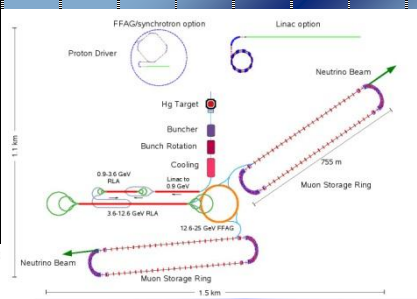 FFAG/synchrotron option
Linac option
Proton Driver
Neutrino Beam
Hg Target
Buncher
Bunch Rotation
Cooling
1.1 km
755 m
0.9-3.6 GeV
RLA
Linac to
0.9 GeV
Muon Storage Ring
3.6-12.6 GeV RLA
12.6-25 GeV FFAG
Neutrino Beam
Muon Storage Ring
1.5 km